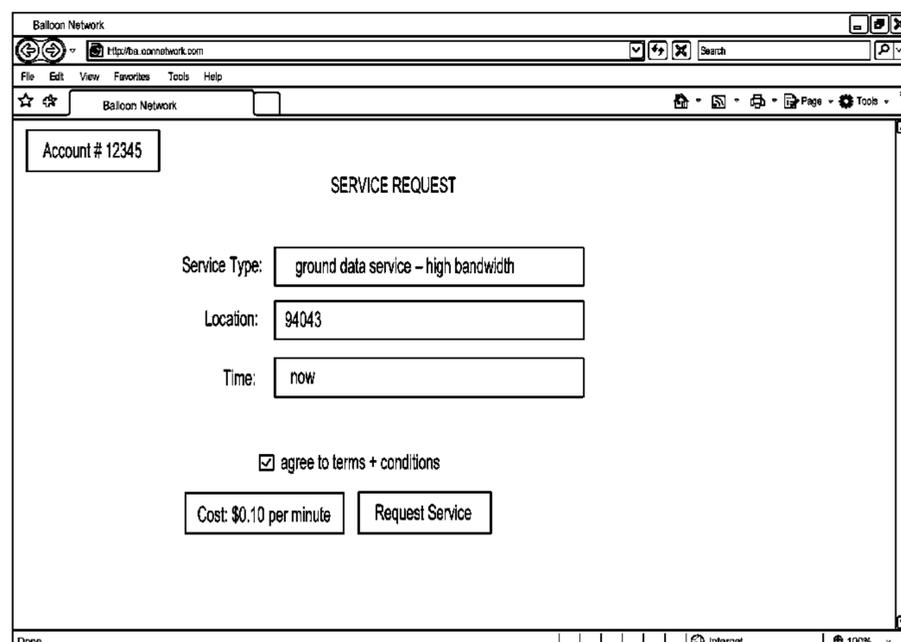 Balloon Network
http://ba.oonnetwork.com
Search
File Edit View Favorites Tools Help
Balloon Network
Page Tools
Account # 12345
SERVICE REQUEST
Service Type: ground data service – high bandwidth
Location: 94043
Time: now
agree to terms + conditions
Cost: $0.10 per minute Request Service
Done Internet 100%